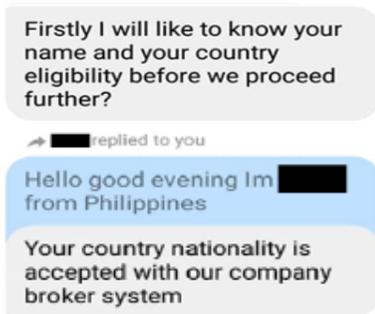 Firstly I will like to know your
name and your country
eligibility before we proceed
further?
replied to you
Hello good evening Im
from Philippines
Your country nationality is
accepted with our company
broker system